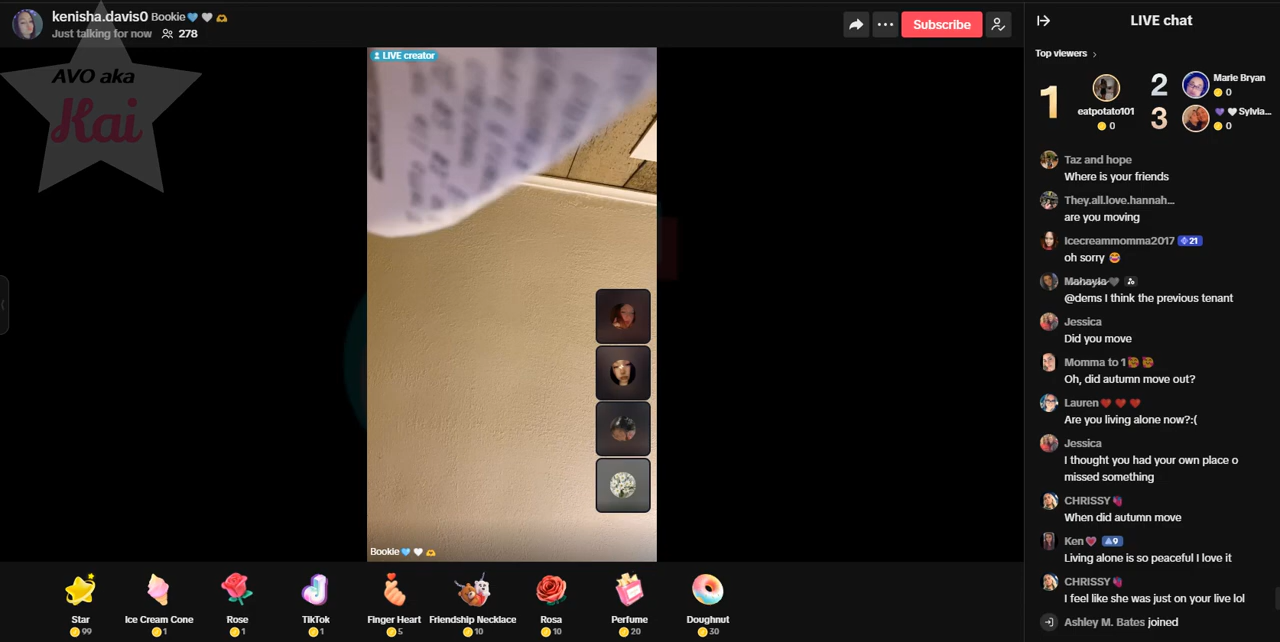 kenisha.davis0 Bookie🩵🤍🫶
Just talking for now 278
Subscribe
AVO aka
Kai
LIVE creator
Bookie🩵🤍🫶
Star
99
Ice Cream Cone
1
Rose
1
TikTok
1
Finger Heart
5
Friendship Necklace
10
Rosa
10
Perfume
20
Doughnut
30
LIVE chat
Top viewers
1
eatpotato101
0
2
Marie Bryan
0
3
💜🤍Sylvia...
0
Taz and hope
Where is your friends
They.all.love.hannah...
are you moving
Icecreammomma2017 21
oh sorry 😂
Mahayla🖤
@dems I think the previous tenant
Jessica
Did you move
Momma to 1🥰🥰
Oh, did autumn move out?
Lauren❤️❤️❤️
Are you living alone now?:(
Jessica
I thought you had your own place o
missed something
CHRISSY
When did autumn move
Ken💗 9
Living alone is so peaceful I love it
CHRISSY
I feel like she was just on your live lol
Ashley M. Bates joined